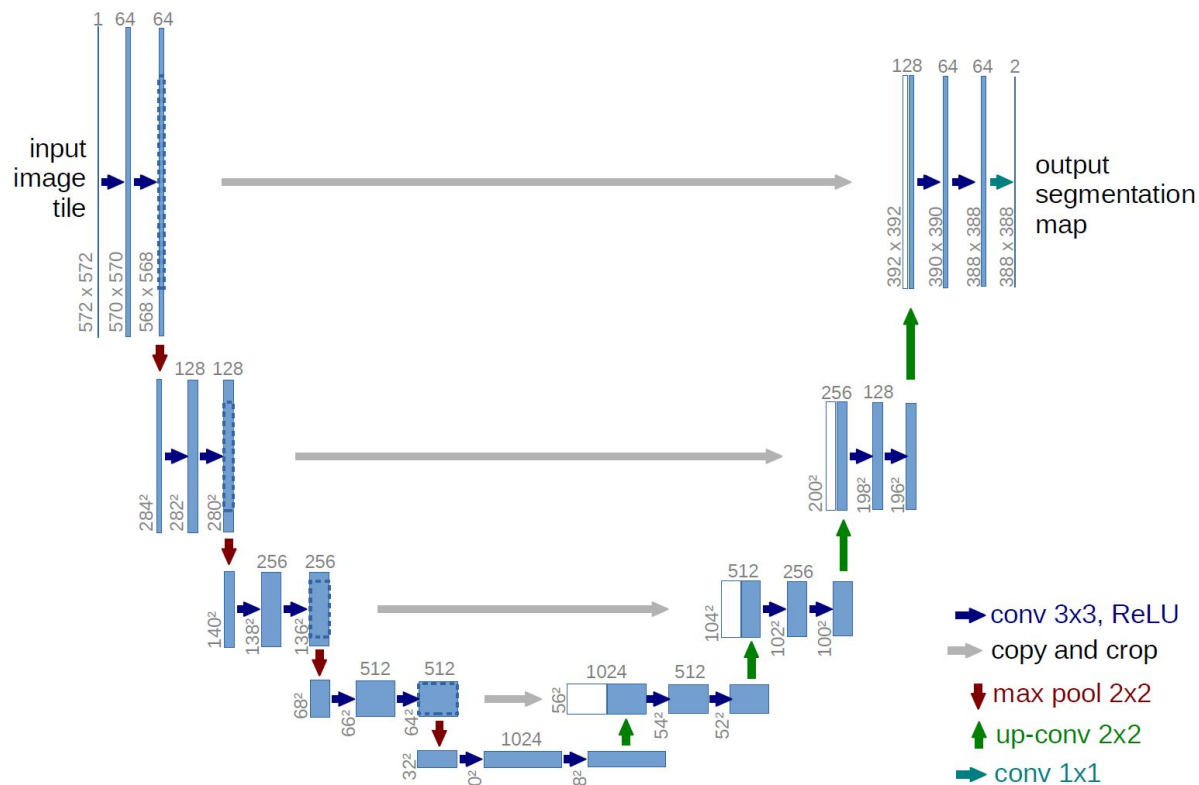 1 64 64
input
image
tile
572 x 572
570 x 570
568 x 568
128 64 64 2
output
segmentation
map
392 x 392
390 x 390
388 x 388
388 x 388
128 128
284²
282²
280²
256 128
200²
198²
196²
256 256
140²
138²
136²
512 256
104²
102²
100²
512 512
68²
66²
64²
1024 512
56²
54²
52²
1024
32²
conv 3x3, ReLU
copy and crop
max pool 2x2
up-conv 2x2
conv 1x1